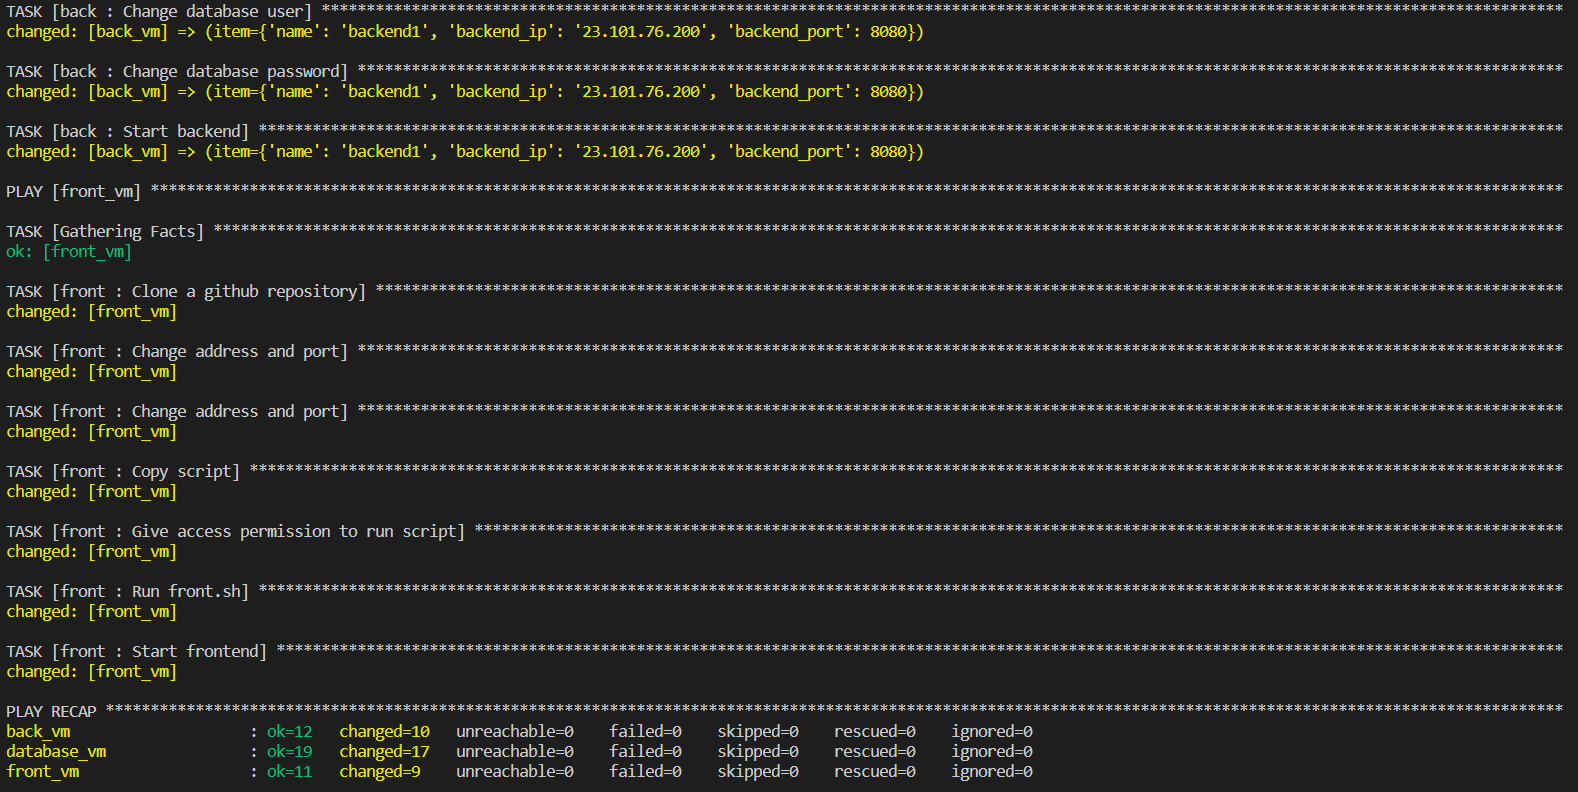 TASK [back : Change database user] ******************************************************************************************************************************************
changed: [back_vm] => (item={'name': 'backend1', 'backend_ip': '23.101.76.200', 'backend_port': 8080})
TASK [back : Change database password] **************************************************************************************************************************************
changed: [back_vm] => (item={'name': 'backend1', 'backend_ip': '23.101.76.200', 'backend_port': 8080})
TASK [back : Start backend] *************************************************************************************************************************************************
changed: [back_vm] => (item={'name': 'backend1', 'backend_ip': '23.101.76.200', 'backend_port': 8080})
PLAY [front_vm] *************************************************************************************************************************************************************
TASK [Gathering Facts] ******************************************************************************************************************************************************
ok: [front_vm]
TASK [front : Clone a github repository] ************************************************************************************************************************************
changed: [front_vm]
TASK [front : Change address and port] **************************************************************************************************************************************
changed: [front_vm]
TASK [front : Change address and port] **************************************************************************************************************************************
changed: [front_vm]
TASK [front : Copy script] **************************************************************************************************************************************************
changed: [front_vm]
TASK [front : Give access permission to run script] *************************************************************************************************************************
changed: [front_vm]
TASK [front : Run front.sh] *************************************************************************************************************************************************
changed: [front_vm]
TASK [front : Start frontend] ***********************************************************************************************************************************************
changed: [front_vm]
PLAY RECAP ******************************************************************************************************************************************************************
back_vm                    : ok=12   changed=10   unreachable=0    failed=0    skipped=0    rescued=0    ignored=0
database_vm                : ok=19   changed=17   unreachable=0    failed=0    skipped=0    rescued=0    ignored=0
front_vm                   : ok=11   changed=9    unreachable=0    failed=0    skipped=0    rescued=0    ignored=0